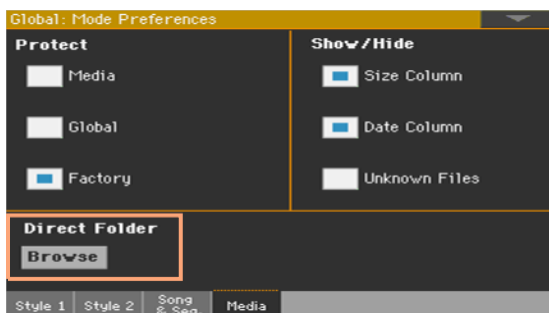 Global: Mode Preferences
Protect
Media
Global
Factory
Show/Hide
Size Column
Date Column
Unknown Files
Direct Folder
Browse
Style 1
Style 2
Song
& Seq.
Media